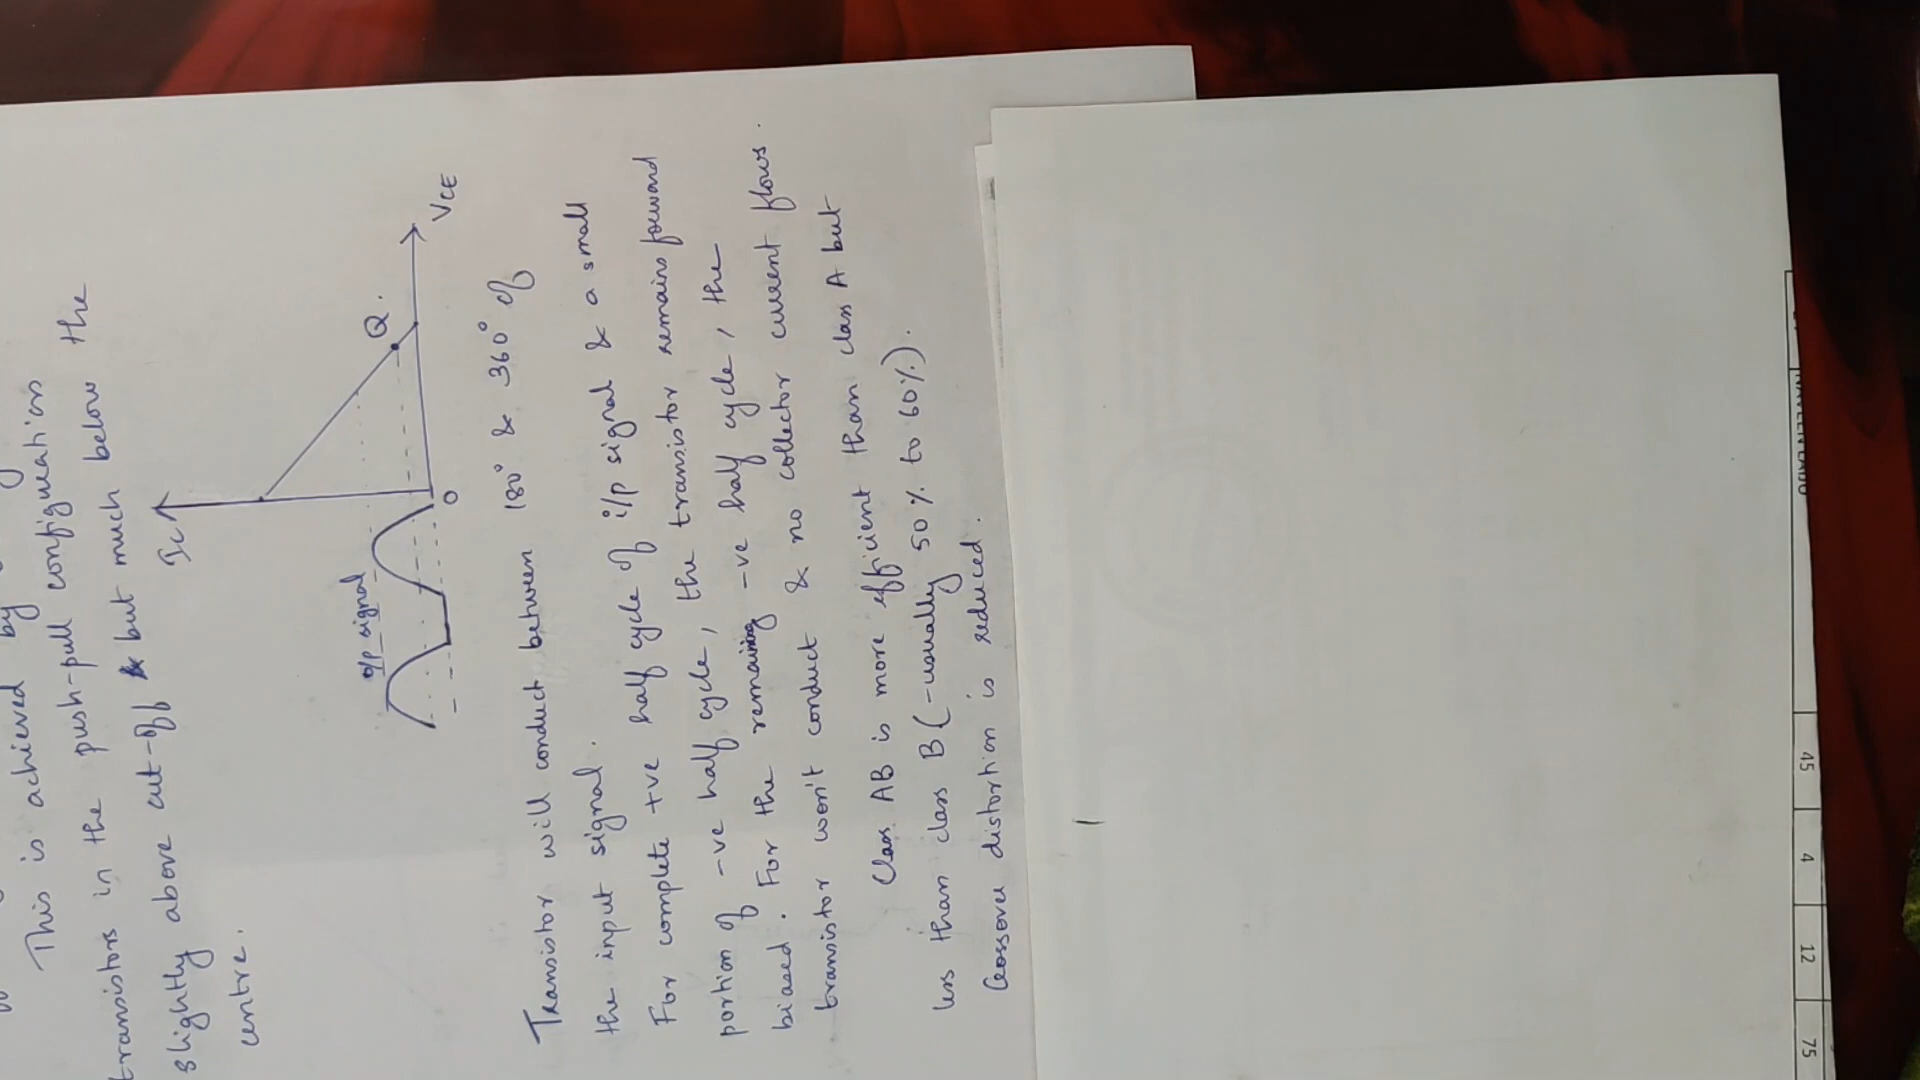 This is achieved by
transistors in the push-pull configuration
slightly above cut-off & but much below the
centre.
IC
Q.
o/p signal
O
VCE
Transistor will conduct between 180° & 360° of
the input signal.
For complete +ve half cycle of i/p signal & a small
portion of -ve half cycle, the transistor remains forward
biased. For the remaining -ve half cycle, the
transistor won't conduct & no collector current flows.
Class AB is more efficient than class A but
less than class B (-usually 50% to 60%).
Crossover distortion is reduced.
75 12 4 45